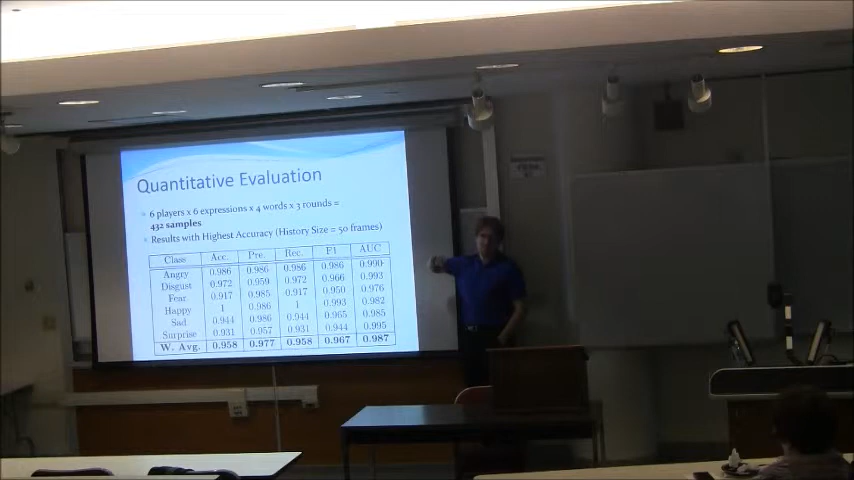 Quantitative Evaluation
6 players x 6 expressions x 4 words x 3 rounds =
432 samples
Results with Highest Accuracy (History Size = 50 frames)
Class Acc. Pre. Rec. F1 AUC
Angry 0.986 0.986 0.986 0.986 0.990
Disgust 0.972 0.959 0.972 0.966 0.993
Fear 0.917 0.985 0.917 0.950 0.976
Happy 1 0.986 1 0.993 0.982
Sad 0.944 0.986 0.944 0.965 0.985
Surprise 0.931 0.957 0.931 0.944 0.995
W. Avg. 0.958 0.977 0.958 0.967 0.987